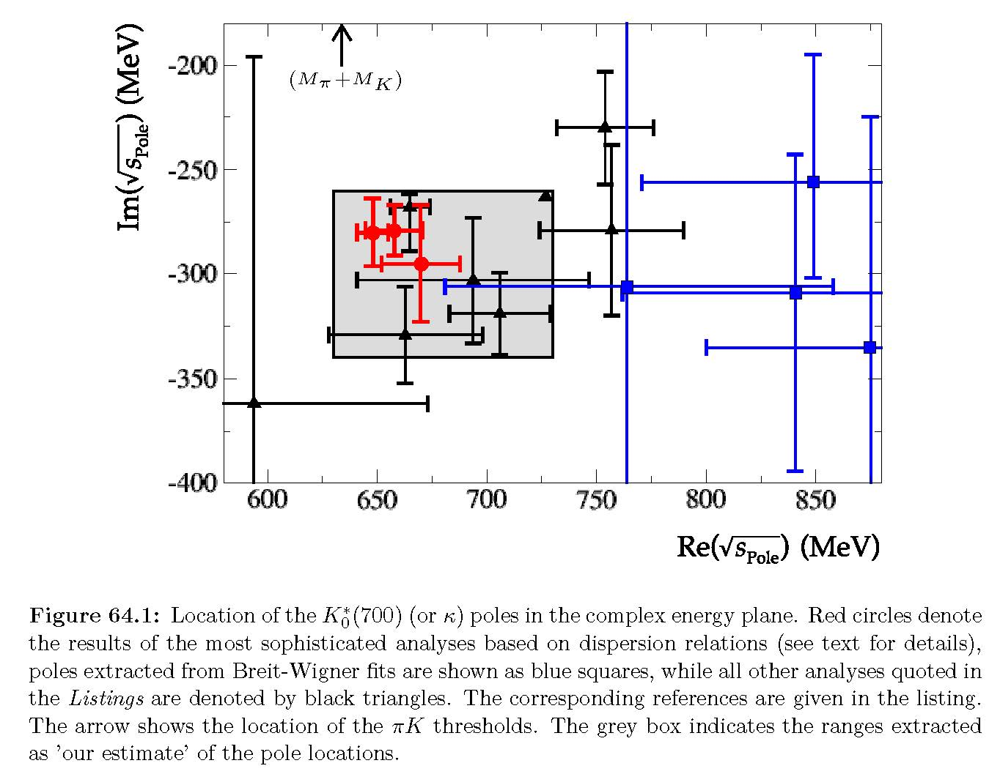 Im(√s_Pole) (MeV)
-200
-250
-300
-350
-400
(M_π+M_K)
600 650 700 750 800 850
Re(√s_Pole) (MeV)
Figure 64.1: Location of the K*_0(700) (or κ) poles in the complex energy plane. Red circles denote
the results of the most sophisticated analyses based on dispersion relations (see text for details),
poles extracted from Breit-Wigner fits are shown as blue squares, while all other analyses quoted in
the Listings are denoted by black triangles. The corresponding references are given in the listing.
The arrow shows the location of the πK thresholds. The grey box indicates the ranges extracted
as 'our estimate' of the pole locations.